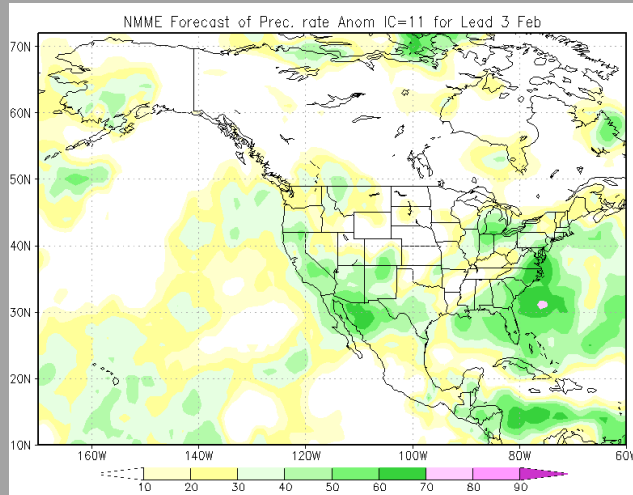 NMME Forecast of Prec. rate Anom IC=11 for Lead 3 Feb
70N
60N
50N
40N
30N
20N
10N
160W 140W 120W 100W 80W 60W
10 20 30 40 50 60 70 80 90